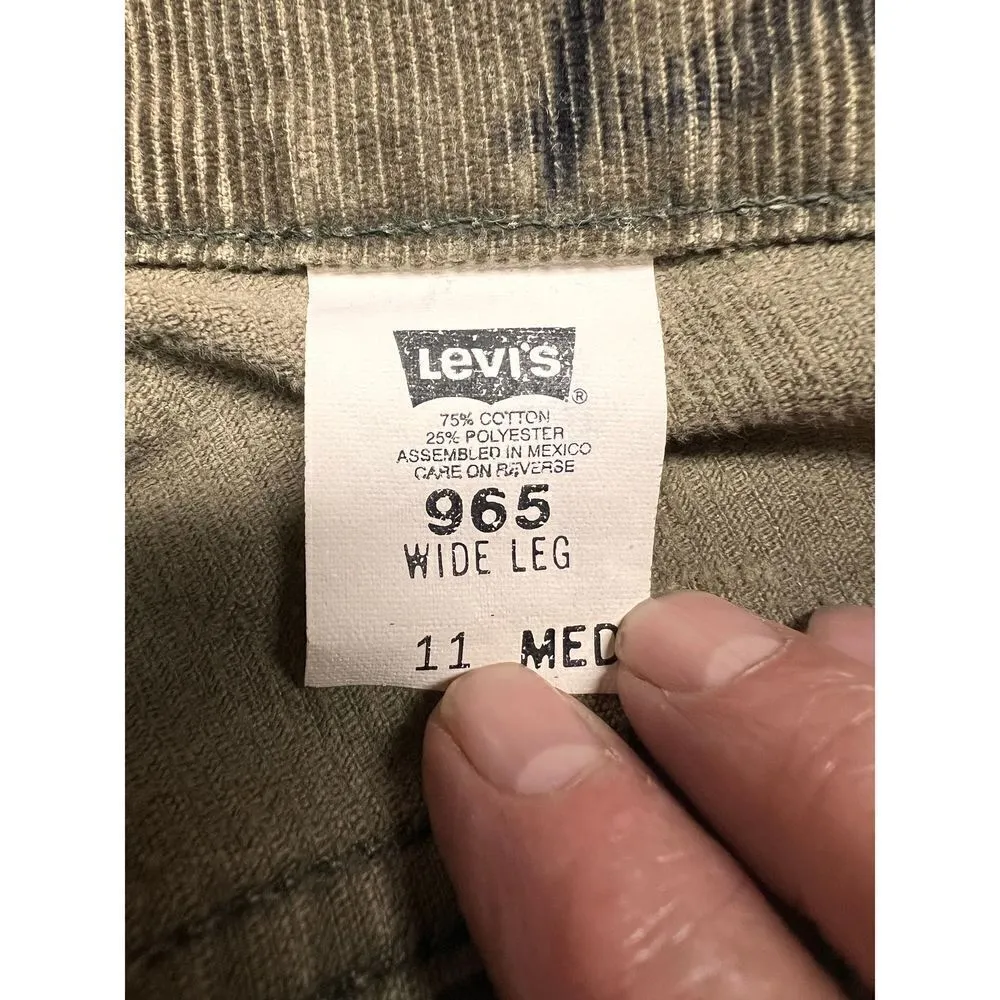 Levi's ®
75% COTTON
25% POLYESTER
ASSEMBLED IN MEXICO
CARE ON REVERSE
965
WIDE LEG
11 MED